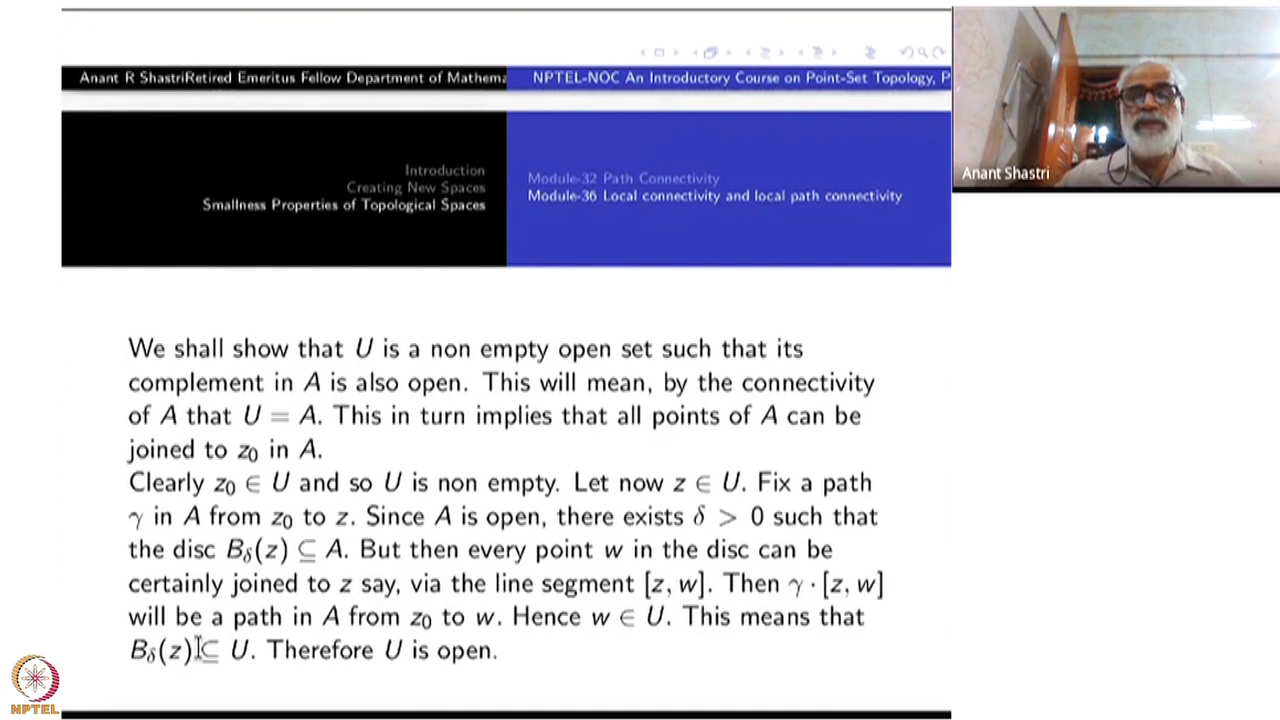 Anant R ShastriRetired Emeritus Fellow Department of Mathema
NPTEL-NOC An Introductory Course on Point-Set Topology, P
Introduction
Creating New Spaces
Smallness Properties of Topological Spaces
Module-32 Path Connectivity
Module-36 Local connectivity and local path connectivity
Anant Shastri
We shall show that U is a non empty open set such that its
complement in A is also open. This will mean, by the connectivity
of A that U = A. This in turn implies that all points of A can be
joined to z₀ in A.
Clearly z₀ ∈ U and so U is non empty. Let now z ∈ U. Fix a path
γ in A from z₀ to z. Since A is open, there exists δ > 0 such that
the disc B_δ(z) ⊆ A. But then every point w in the disc can be
certainly joined to z say, via the line segment [z, w]. Then γ · [z, w]
will be a path in A from z₀ to w. Hence w ∈ U. This means that
B_δ(z) ⊆ U. Therefore U is open.
NPTEL